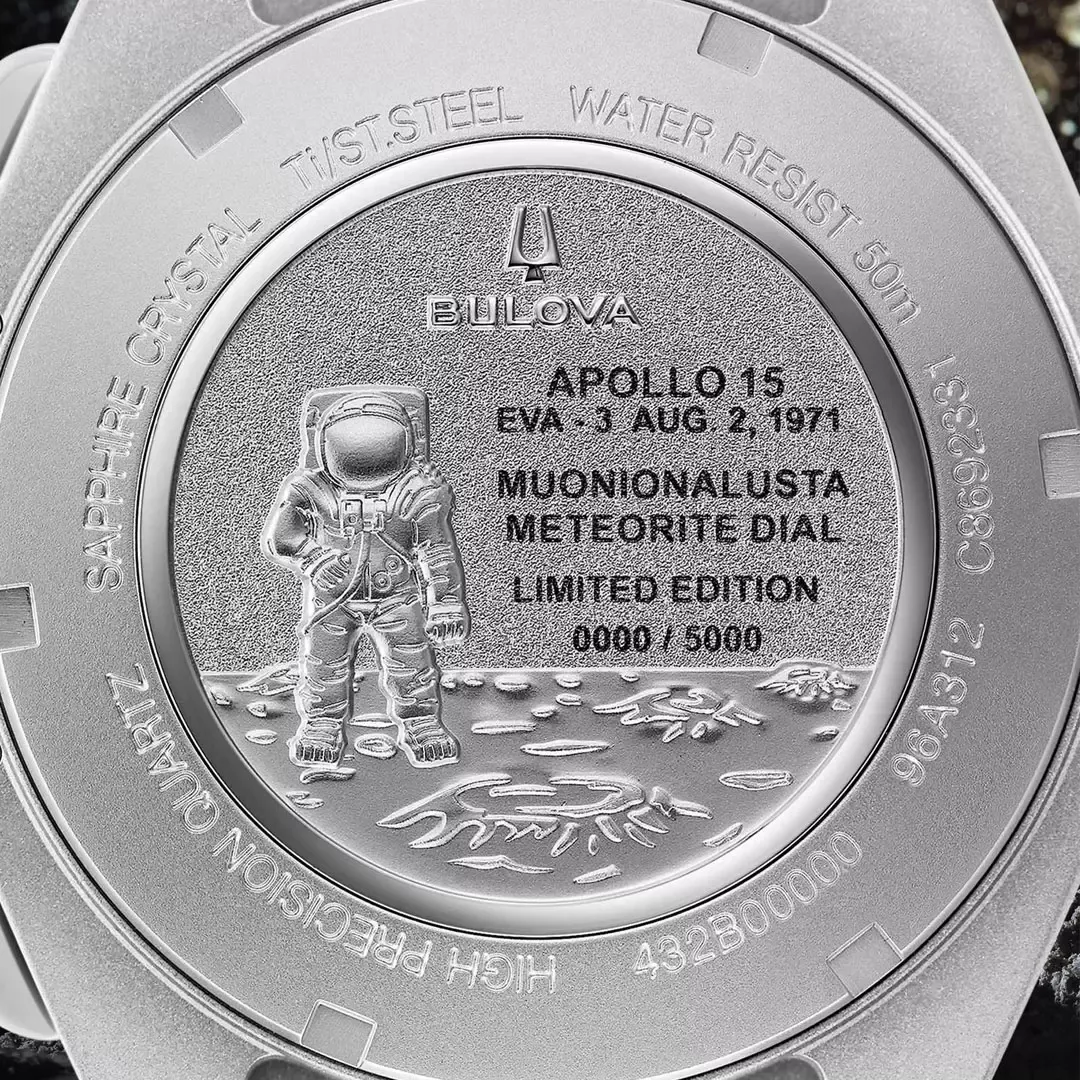 BULOVA
APOLLO 15
EVA - 3 AUG. 2, 1971
MUONIONALUSTA
METEORITE DIAL
LIMITED EDITION
0000 / 5000
SAPPHIRE CRYSTAL
Ti/ST.STEEL
WATER RESIST 50m
C8692331
96A312
432B00000
HIGH PRECISION QUARTZ